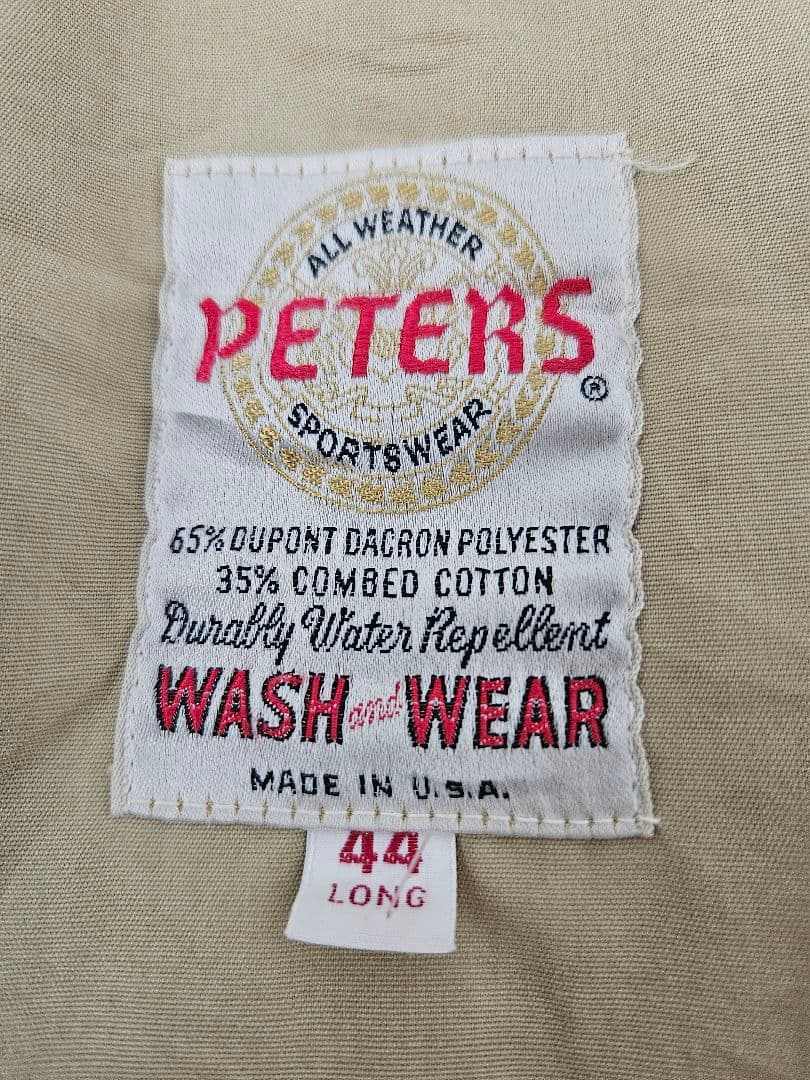 ALL WEATHER
PETERS
®
SPORTSWEAR
65% DUPONT DACRON POLYESTER
35% COMBED COTTON
Durably Water Repellent
WASH and WEAR
MADE IN U.S.A.
44
LONG